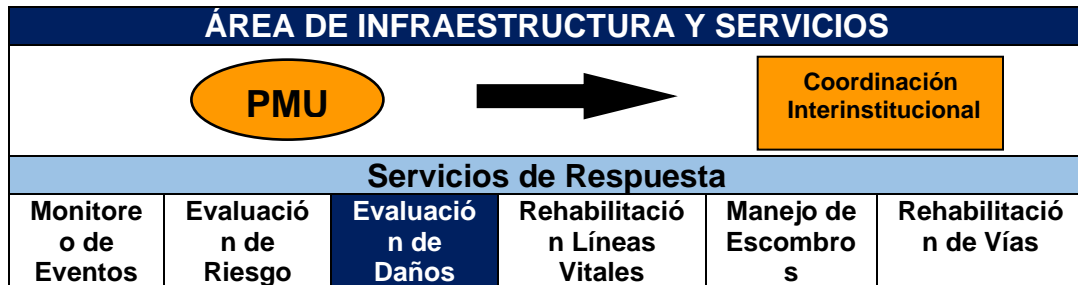 ÁREA DE INFRAESTRUCTURA Y SERVICIOS
PMU
Coordinación
Interinstitucional
Servicios de Respuesta
Monitore
o de
Eventos
Evaluació
n de
Riesgo
Evaluació
n de
Daños
Rehabilitació
n Líneas
Vitales
Manejo de
Escombro
s
Rehabilitació
n de Vías